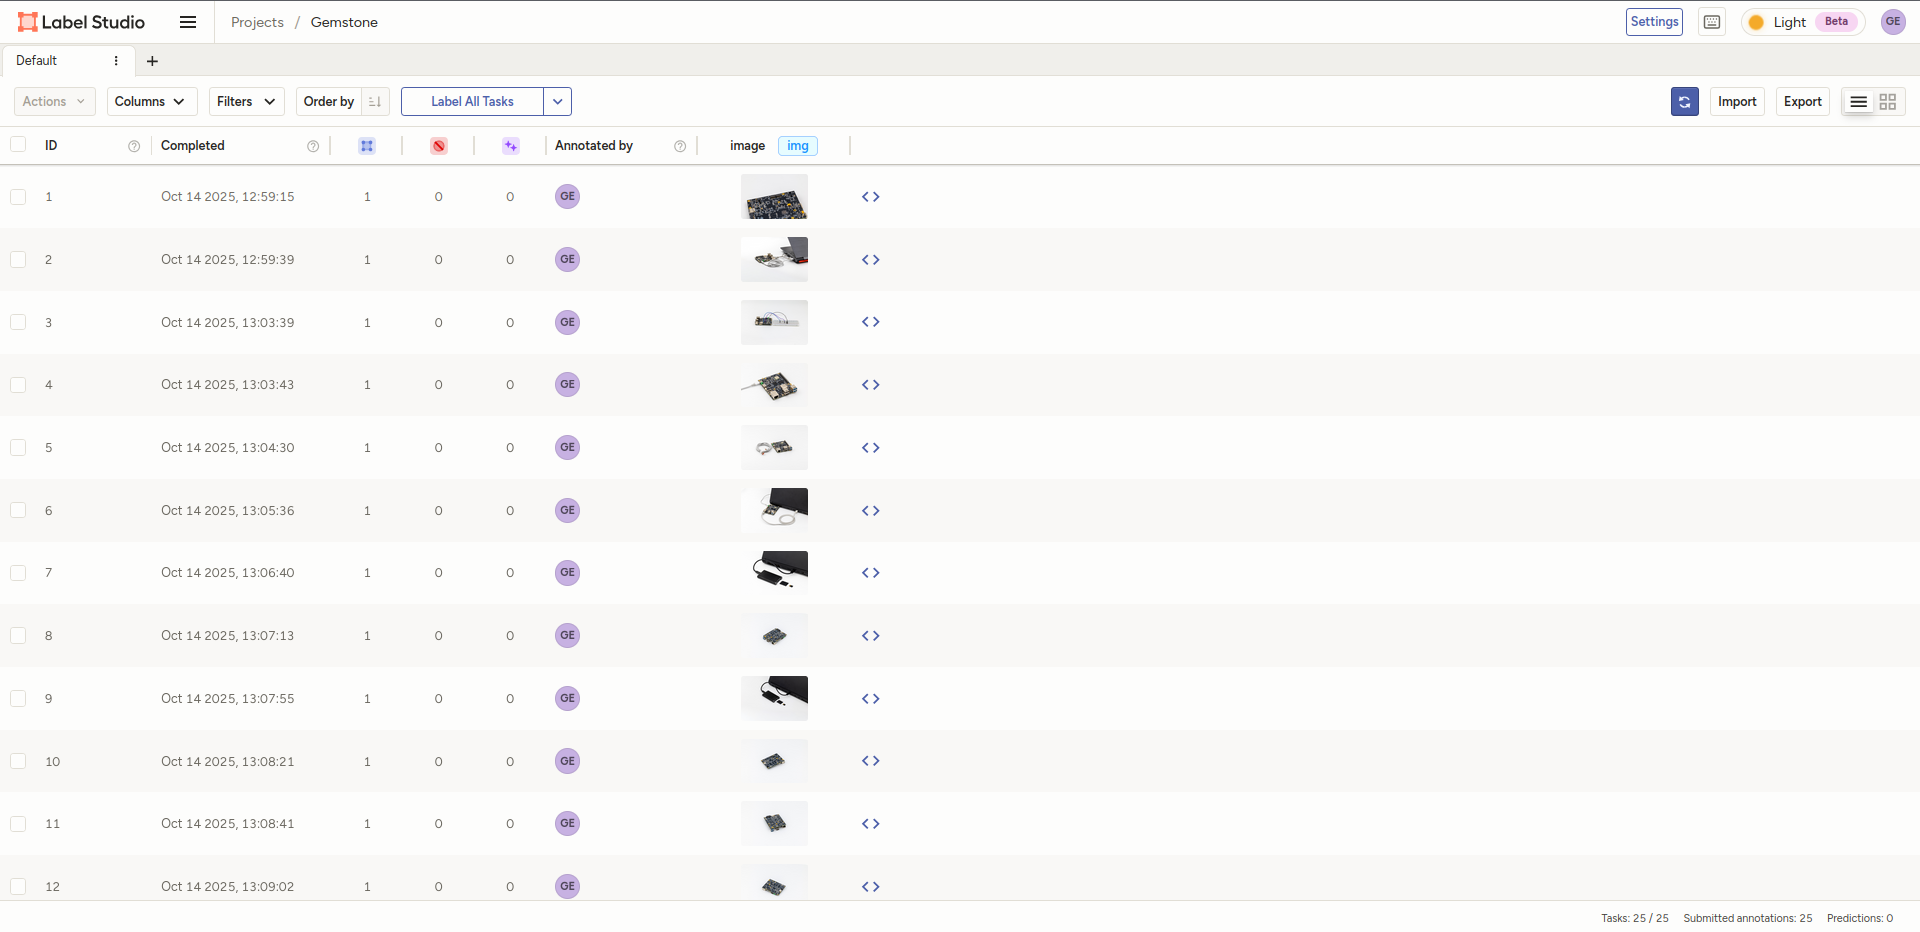 Label Studio
Projects / Gemstone
Settings
Light Beta
GE
Default
Actions Columns Filters Order by Label All Tasks
Import Export
ID Completed Annotated by image img
1 Oct 14 2025, 12:59:15 1 0 0 GE
2 Oct 14 2025, 12:59:39 1 0 0 GE
3 Oct 14 2025, 13:03:39 1 0 0 GE
4 Oct 14 2025, 13:03:43 1 0 0 GE
5 Oct 14 2025, 13:04:30 1 0 0 GE
6 Oct 14 2025, 13:05:36 1 0 0 GE
7 Oct 14 2025, 13:06:40 1 0 0 GE
8 Oct 14 2025, 13:07:13 1 0 0 GE
9 Oct 14 2025, 13:07:55 1 0 0 GE
10 Oct 14 2025, 13:08:21 1 0 0 GE
11 Oct 14 2025, 13:08:41 1 0 0 GE
12 Oct 14 2025, 13:09:02 1 0 0 GE
Tasks: 25 / 25 Submitted annotations: 25 Predictions: 0